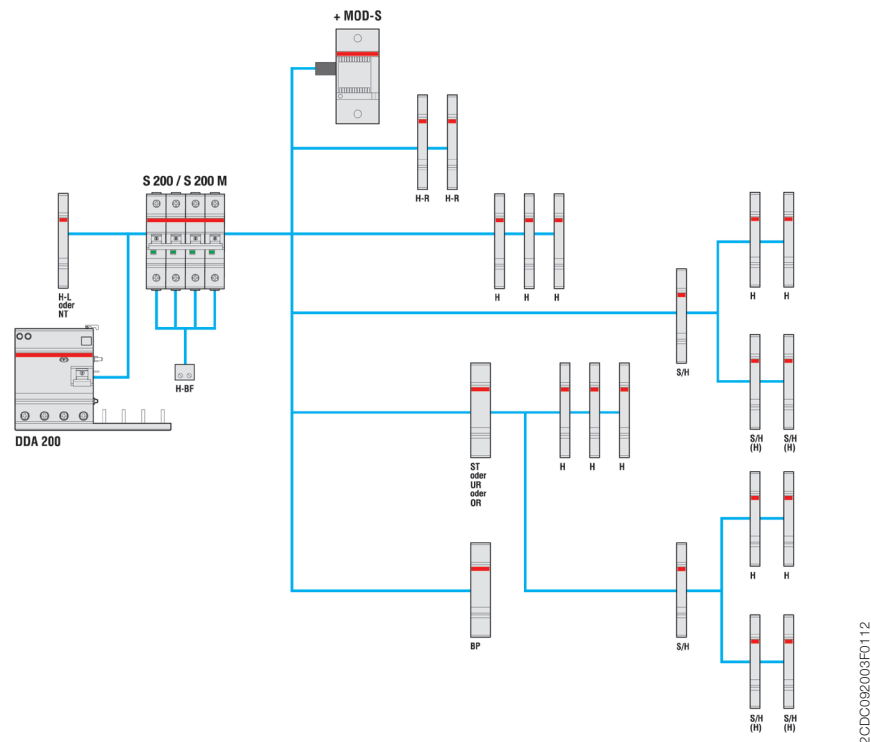 + MOD-S
H-R
H-R
S 200 / S 200 M
H-L
oder
NT
H
H
H
H
H
S/H
H-BF
DDA 200
S/H
(H)
S/H
(H)
ST
oder
UR
oder
OR
H
H
H
H
H
BP
S/H
S/H
(H)
S/H
(H)
2CDC092003F0112